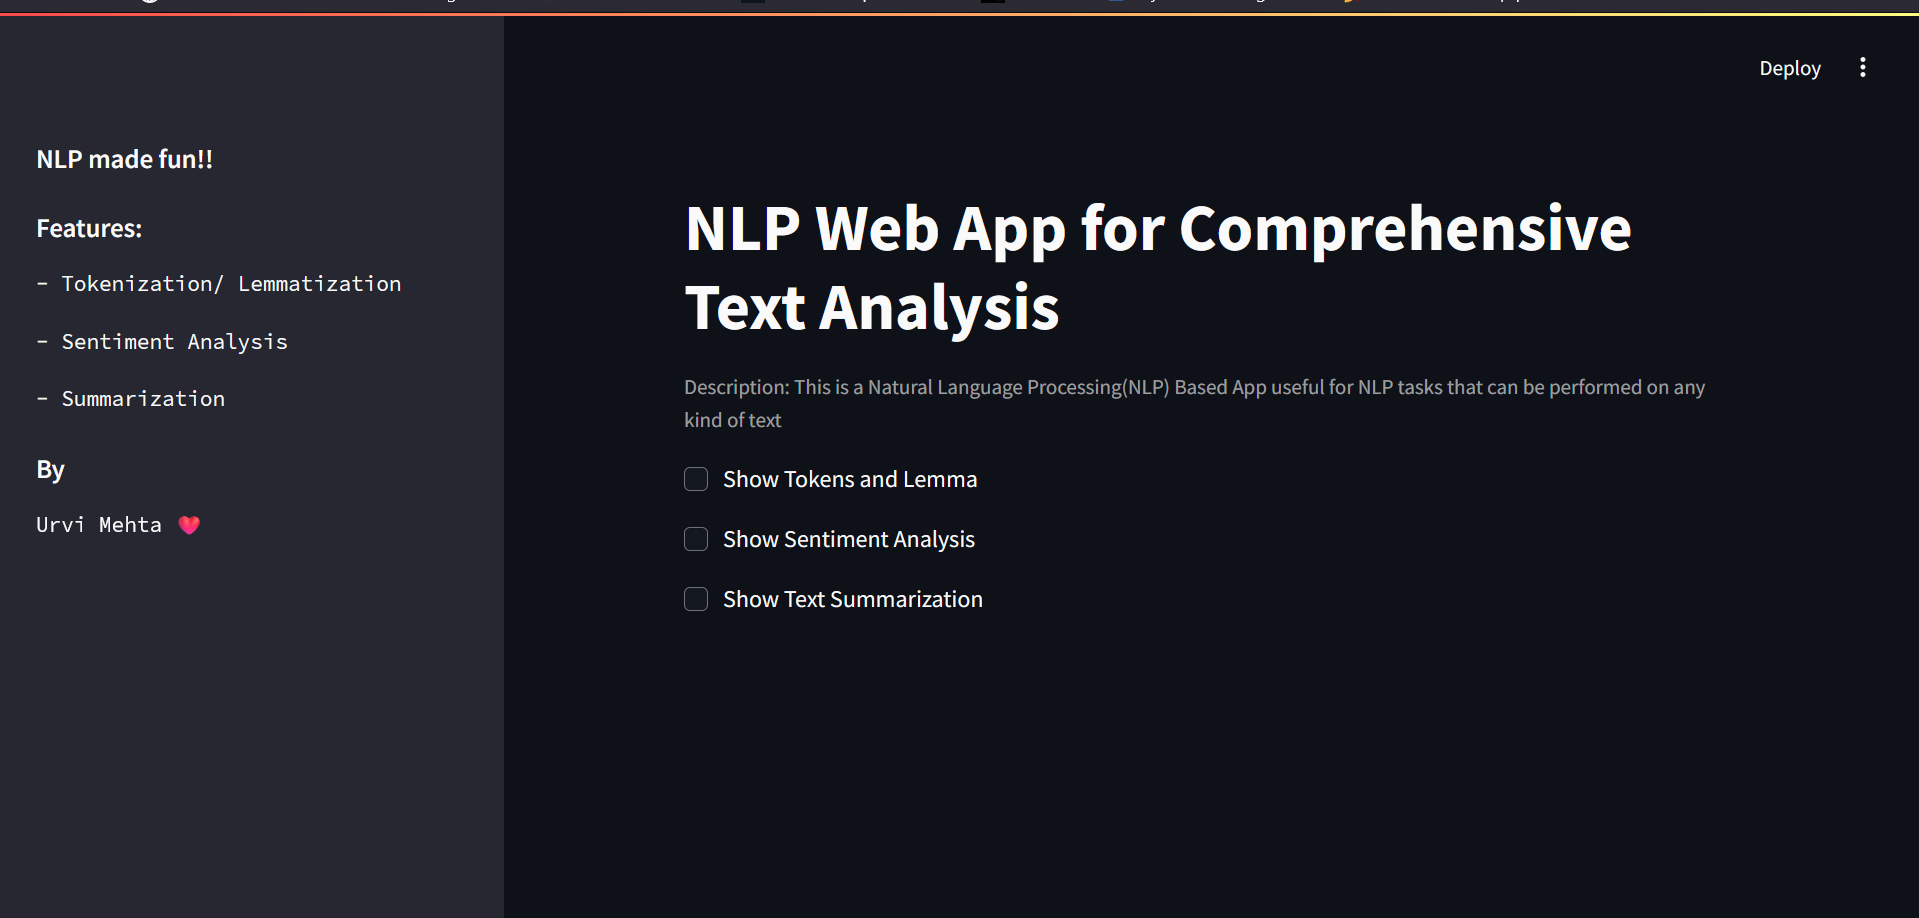 Deploy
NLP made fun!!
Features:
- Tokenization/ Lemmatization
- Sentiment Analysis
- Summarization
By
Urvi Mehta ❤️
NLP Web App for Comprehensive
Text Analysis
Description: This is a Natural Language Processing(NLP) Based App useful for NLP tasks that can be performed on any
kind of text
Show Tokens and Lemma
Show Sentiment Analysis
Show Text Summarization